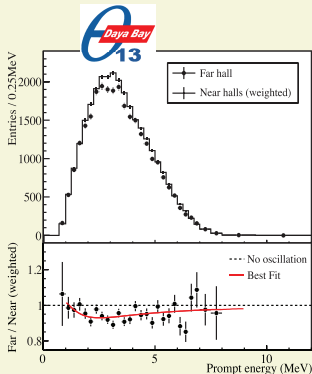 θ
Daya Bay
13
Entries / 0.25MeV
2000
1500
1000
500
0
Far hall
Near halls (weighted)
Far / Near (weighted)
1.2
1
0.8
No oscillation
Best Fit
0
5
10
Prompt energy (MeV)